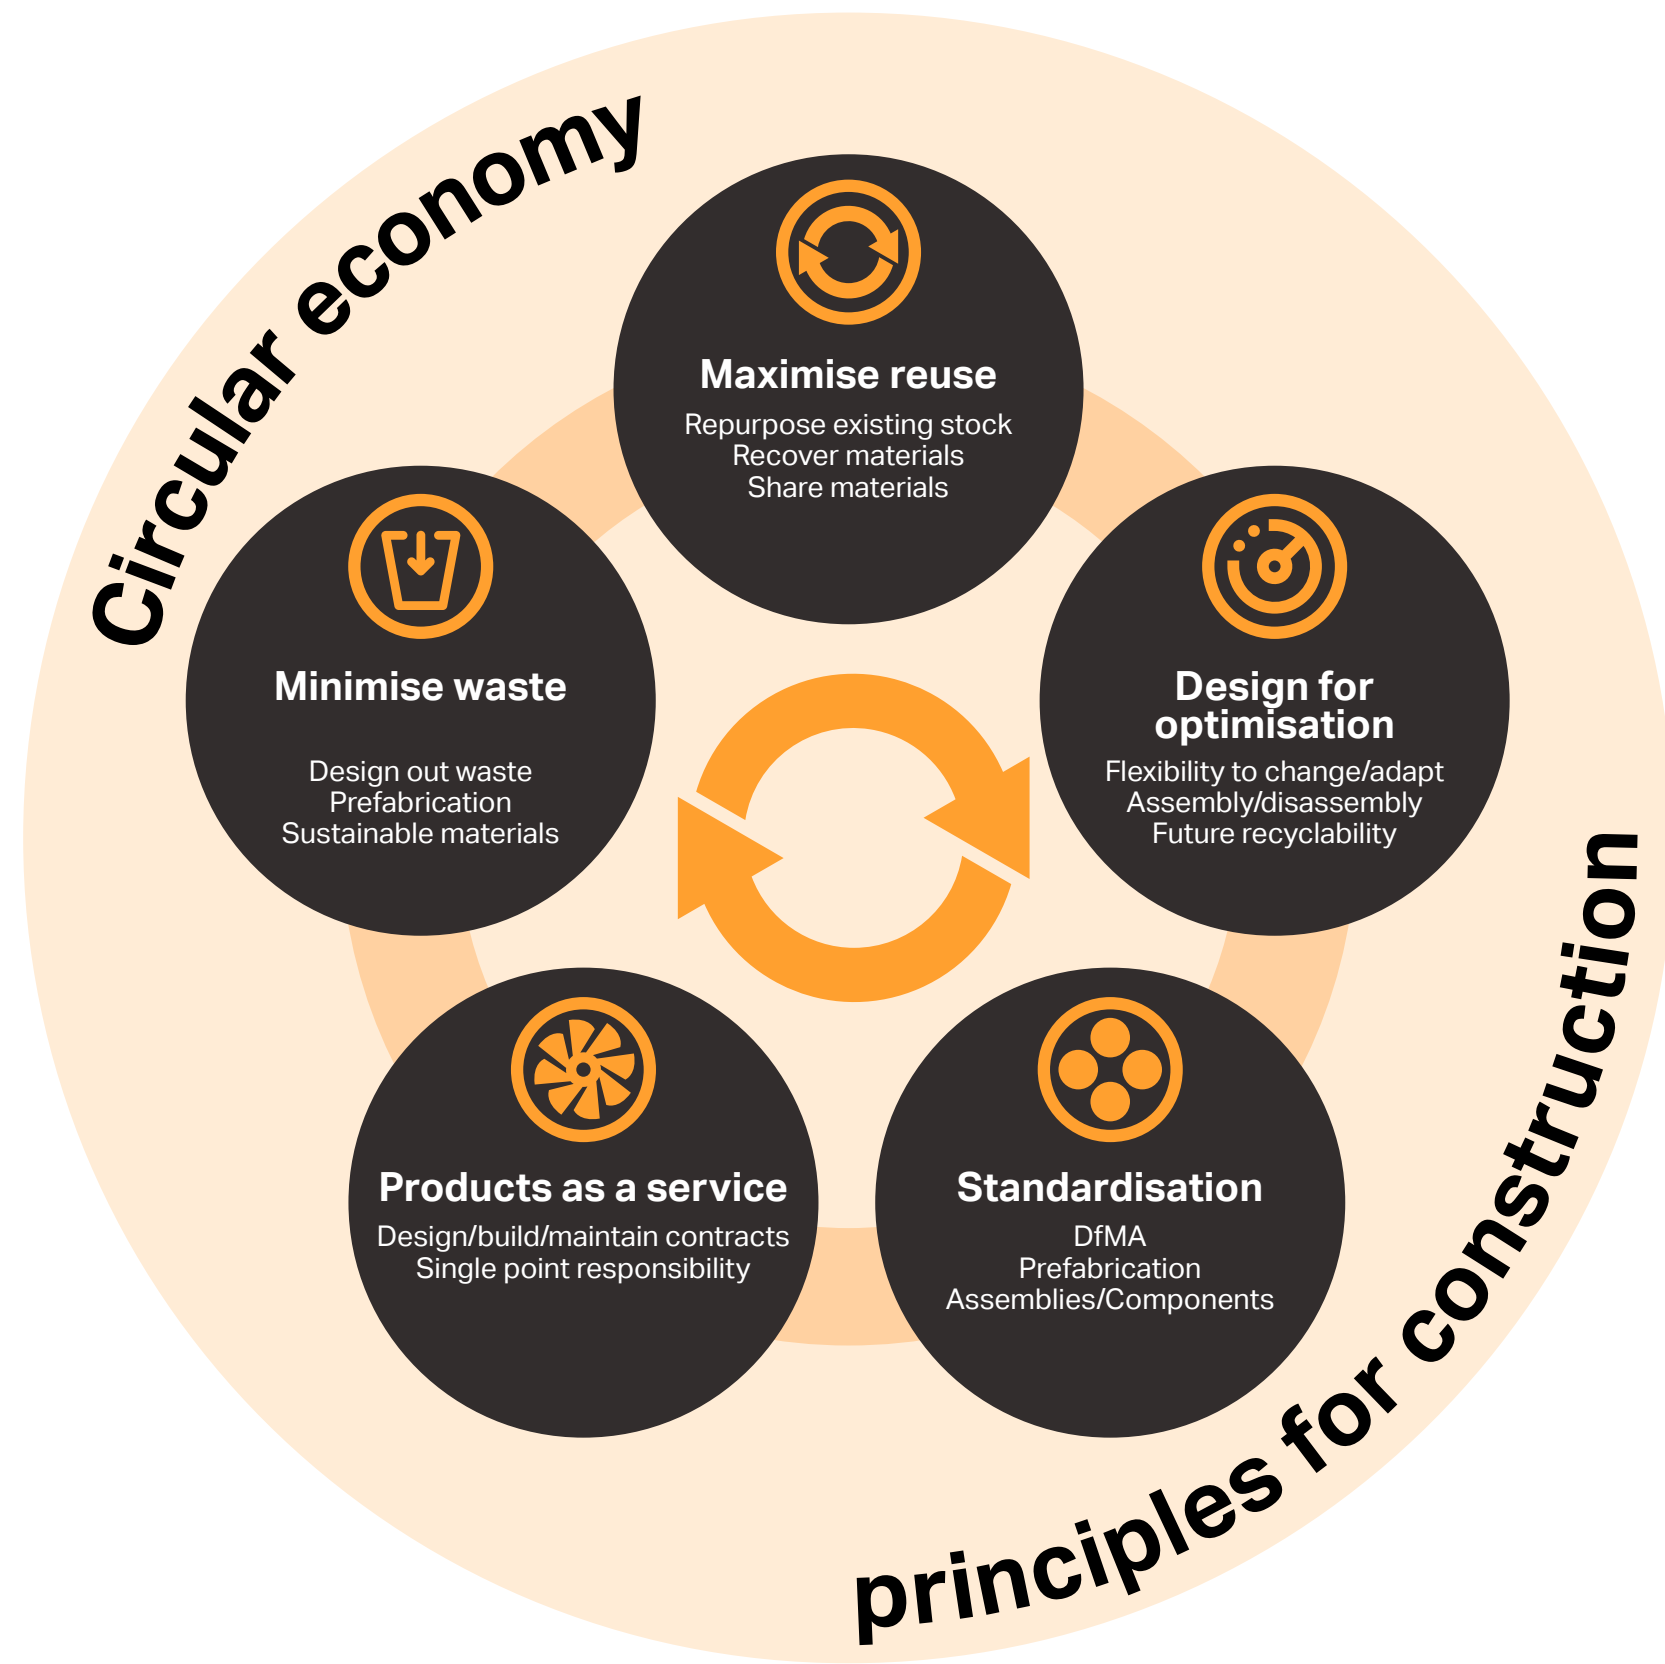 Circular economy
principles for construction
Maximise reuse
Repurpose existing stock
Recover materials
Share materials
Design for
optimisation
Flexibility to change/adapt
Assembly/disassembly
Future recyclability
Standardisation
DfMA
Prefabrication
Assemblies/Components
Products as a service
Design/build/maintain contracts
Single point responsibility
Minimise waste
Design out waste
Prefabrication
Sustainable materials